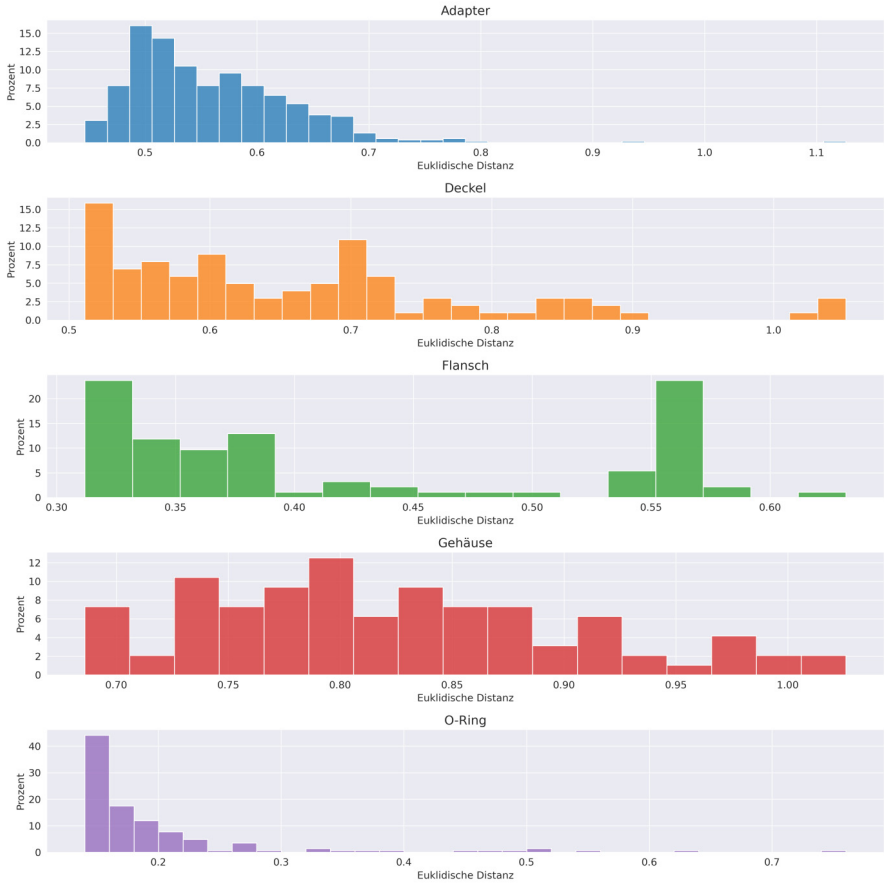 Adapter
Prozent
15.0
12.5
10.0
7.5
5.0
2.5
0.0
0.5 0.6 0.7 0.8 0.9 1.0 1.1
Euklidische Distanz
Deckel
Prozent
15.0
12.5
10.0
7.5
5.0
2.5
0.0
0.5 0.6 0.7 0.8 0.9 1.0
Euklidische Distanz
Flansch
Prozent
20
15
10
5
0
0.30 0.35 0.40 0.45 0.50 0.55 0.60
Euklidische Distanz
Gehäuse
Prozent
12
10
8
6
4
2
0
0.70 0.75 0.80 0.85 0.90 0.95 1.00
Euklidische Distanz
O-Ring
Prozent
40
30
20
10
0
0.2 0.3 0.4 0.5 0.6 0.7
Euklidische Distanz